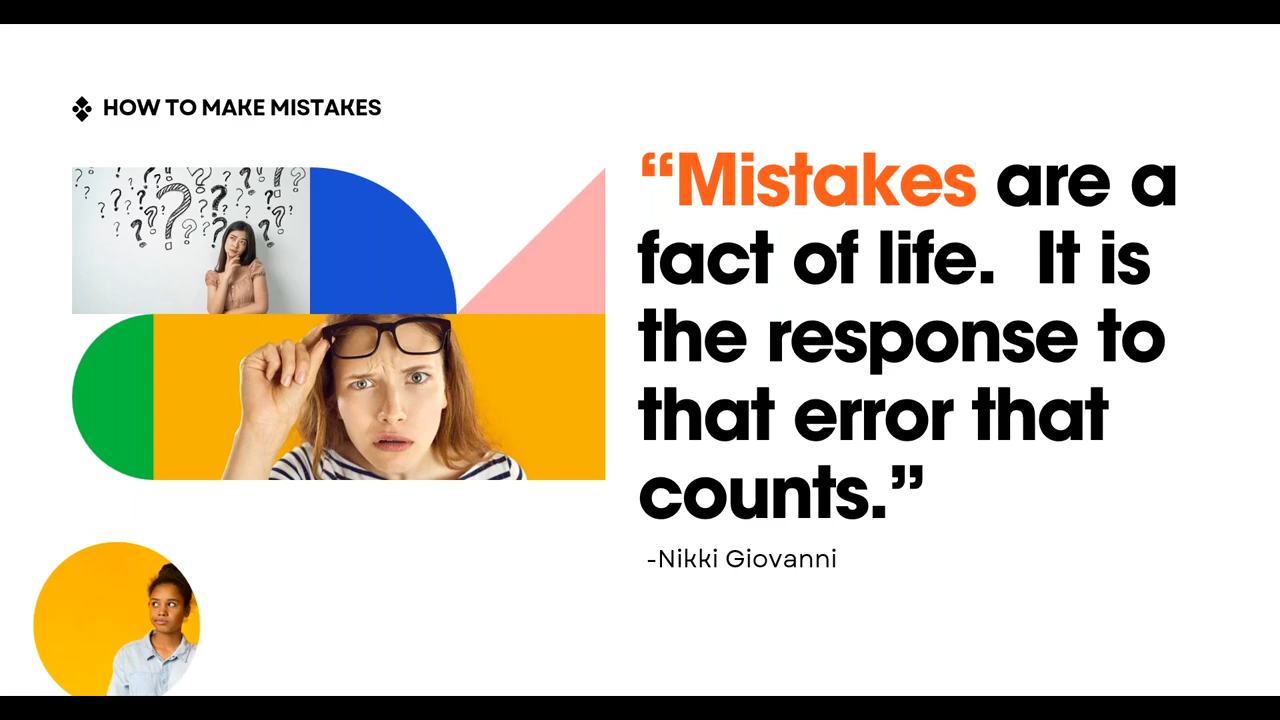 HOW TO MAKE MISTAKES
“Mistakes are a
fact of life.  It is
the response to
that error that
counts.”
-Nikki Giovanni